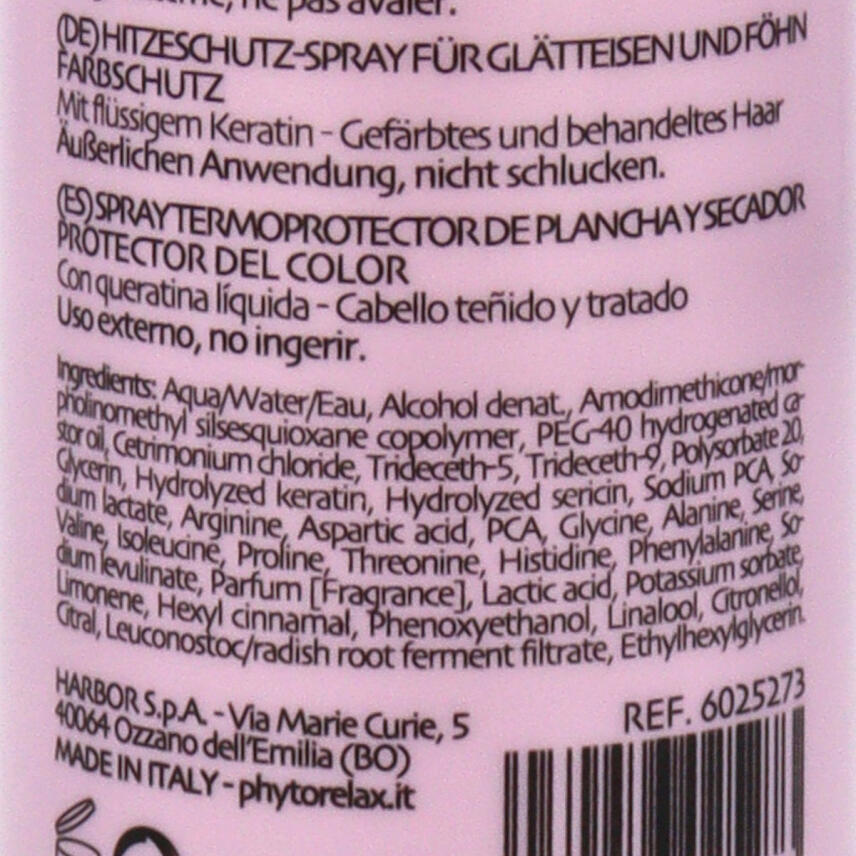 ne pas avaler.
(DE) HITZESCHUTZ-SPRAY FÜR GLÄTTEISEN UND FÖHN
FARBSCHUTZ
Mit flüssigem Keratin - Gefärbtes und behandeltes Haar
Äußerlichen Anwendung, nicht schlucken.
(ES) SPRAY TERMOPROTECTOR DE PLANCHA Y SECADOR
PROTECTOR DEL COLOR
Con queratina líquida - Cabello teñido y tratado
Uso externo, no ingerir.
Ingredients: Aqua/Water/Eau, Alcohol denat., Amodimethicone/mor-
pholinomethyl silsesquioxane copolymer, PEG-40 hydrogenated ca-
stor oil, Cetrimonium chloride, Trideceth-5, Trideceth-9, Polysorbate 20,
Glycerin, Hydrolyzed keratin, Hydrolyzed sericin, Sodium PCA, So-
dium lactate, Arginine, Aspartic acid, PCA, Glycine, Alanine, Serine,
Valine, Isoleucine, Proline, Threonine, Histidine, Phenylalanine, So-
dium levulinate, Parfum [Fragrance], Lactic acid, Potassium sorbate,
Limonene, Hexyl cinnamal, Phenoxyethanol, Linalool, Citronellol,
Citral, Leuconostoc/radish root ferment filtrate, Ethylhexylglycerin.
HARBOR S.p.A. - Via Marie Curie, 5
40064 Ozzano dell'Emilia (BO)
MADE IN ITALY - phytorelax.it
REF. 6025273